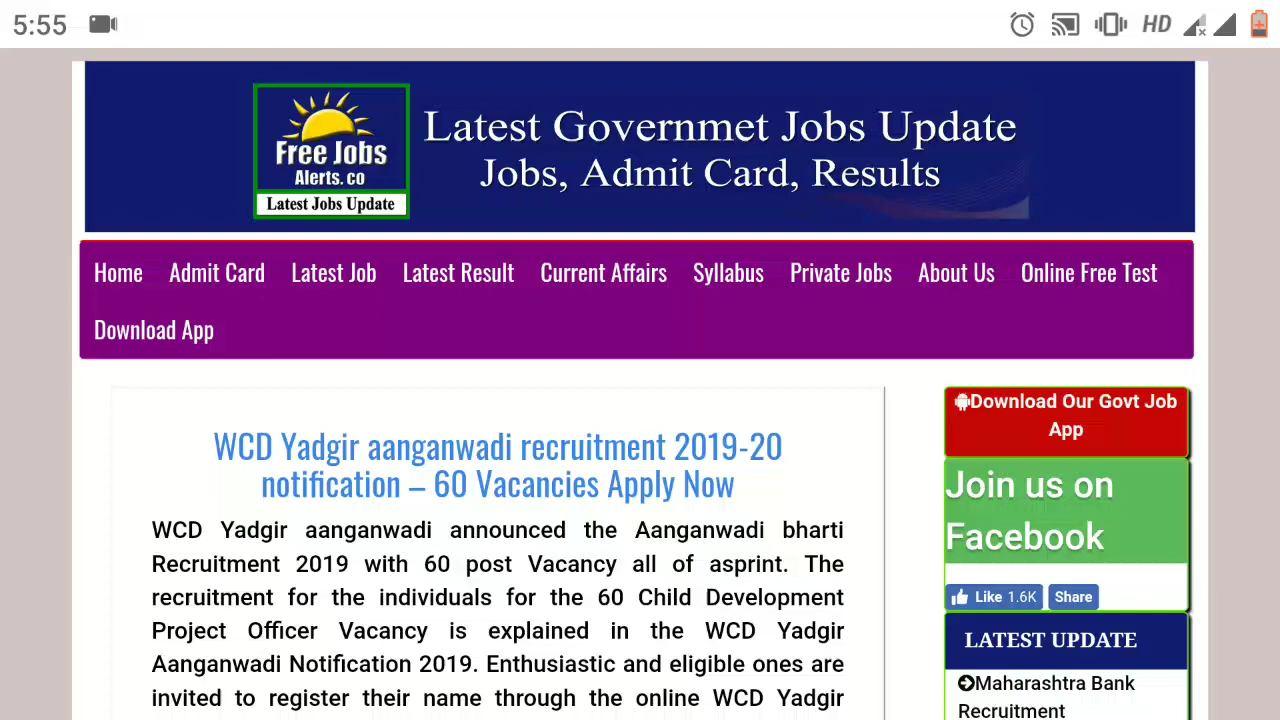 5:55
HD
Free Jobs
Alerts.co
Latest Jobs Update
Latest Governmet Jobs Update
Jobs, Admit Card, Results
Home Admit Card Latest Job Latest Result Current Affairs Syllabus Private Jobs About Us Online Free Test
Download App
WCD Yadgir aanganwadi recruitment 2019-20
notification – 60 Vacancies Apply Now
WCD Yadgir aanganwadi announced the Aanganwadi bharti
Recruitment 2019 with 60 post Vacancy all of asprint. The
recruitment for the individuals for the 60 Child Development
Project Officer Vacancy is explained in the WCD Yadgir
Aanganwadi Notification 2019. Enthusiastic and eligible ones are
invited to register their name through the online WCD Yadgir
Download Our Govt Job
App
Join us on
Facebook
Like 1.6K Share
LATEST UPDATE
Maharashtra Bank
Recruitment